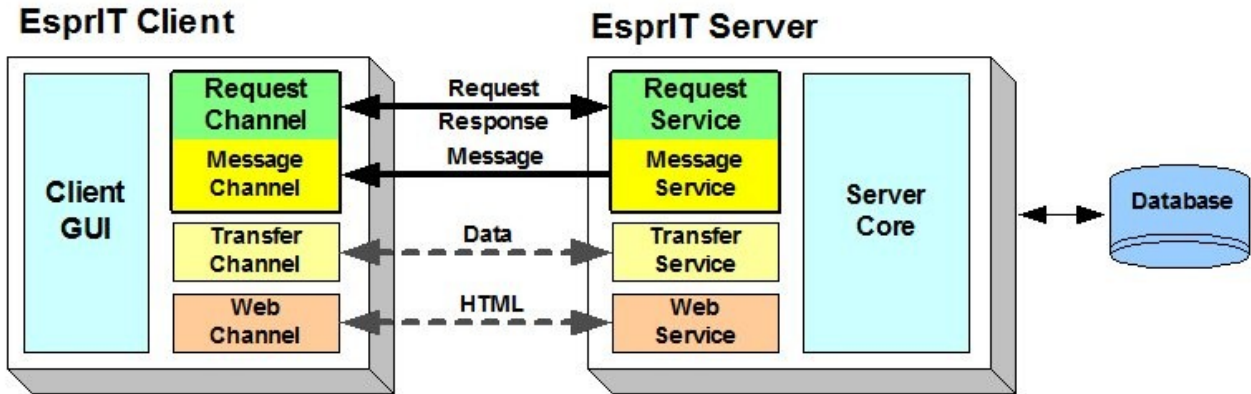 EsprIT Client
EsprIT Server
Client
GUI
Request
Channel
Message
Channel
Transfer
Channel
Web
Channel
Request
Response
Message
Data
HTML
Request
Service
Message
Service
Transfer
Service
Web
Service
Server
Core
Database